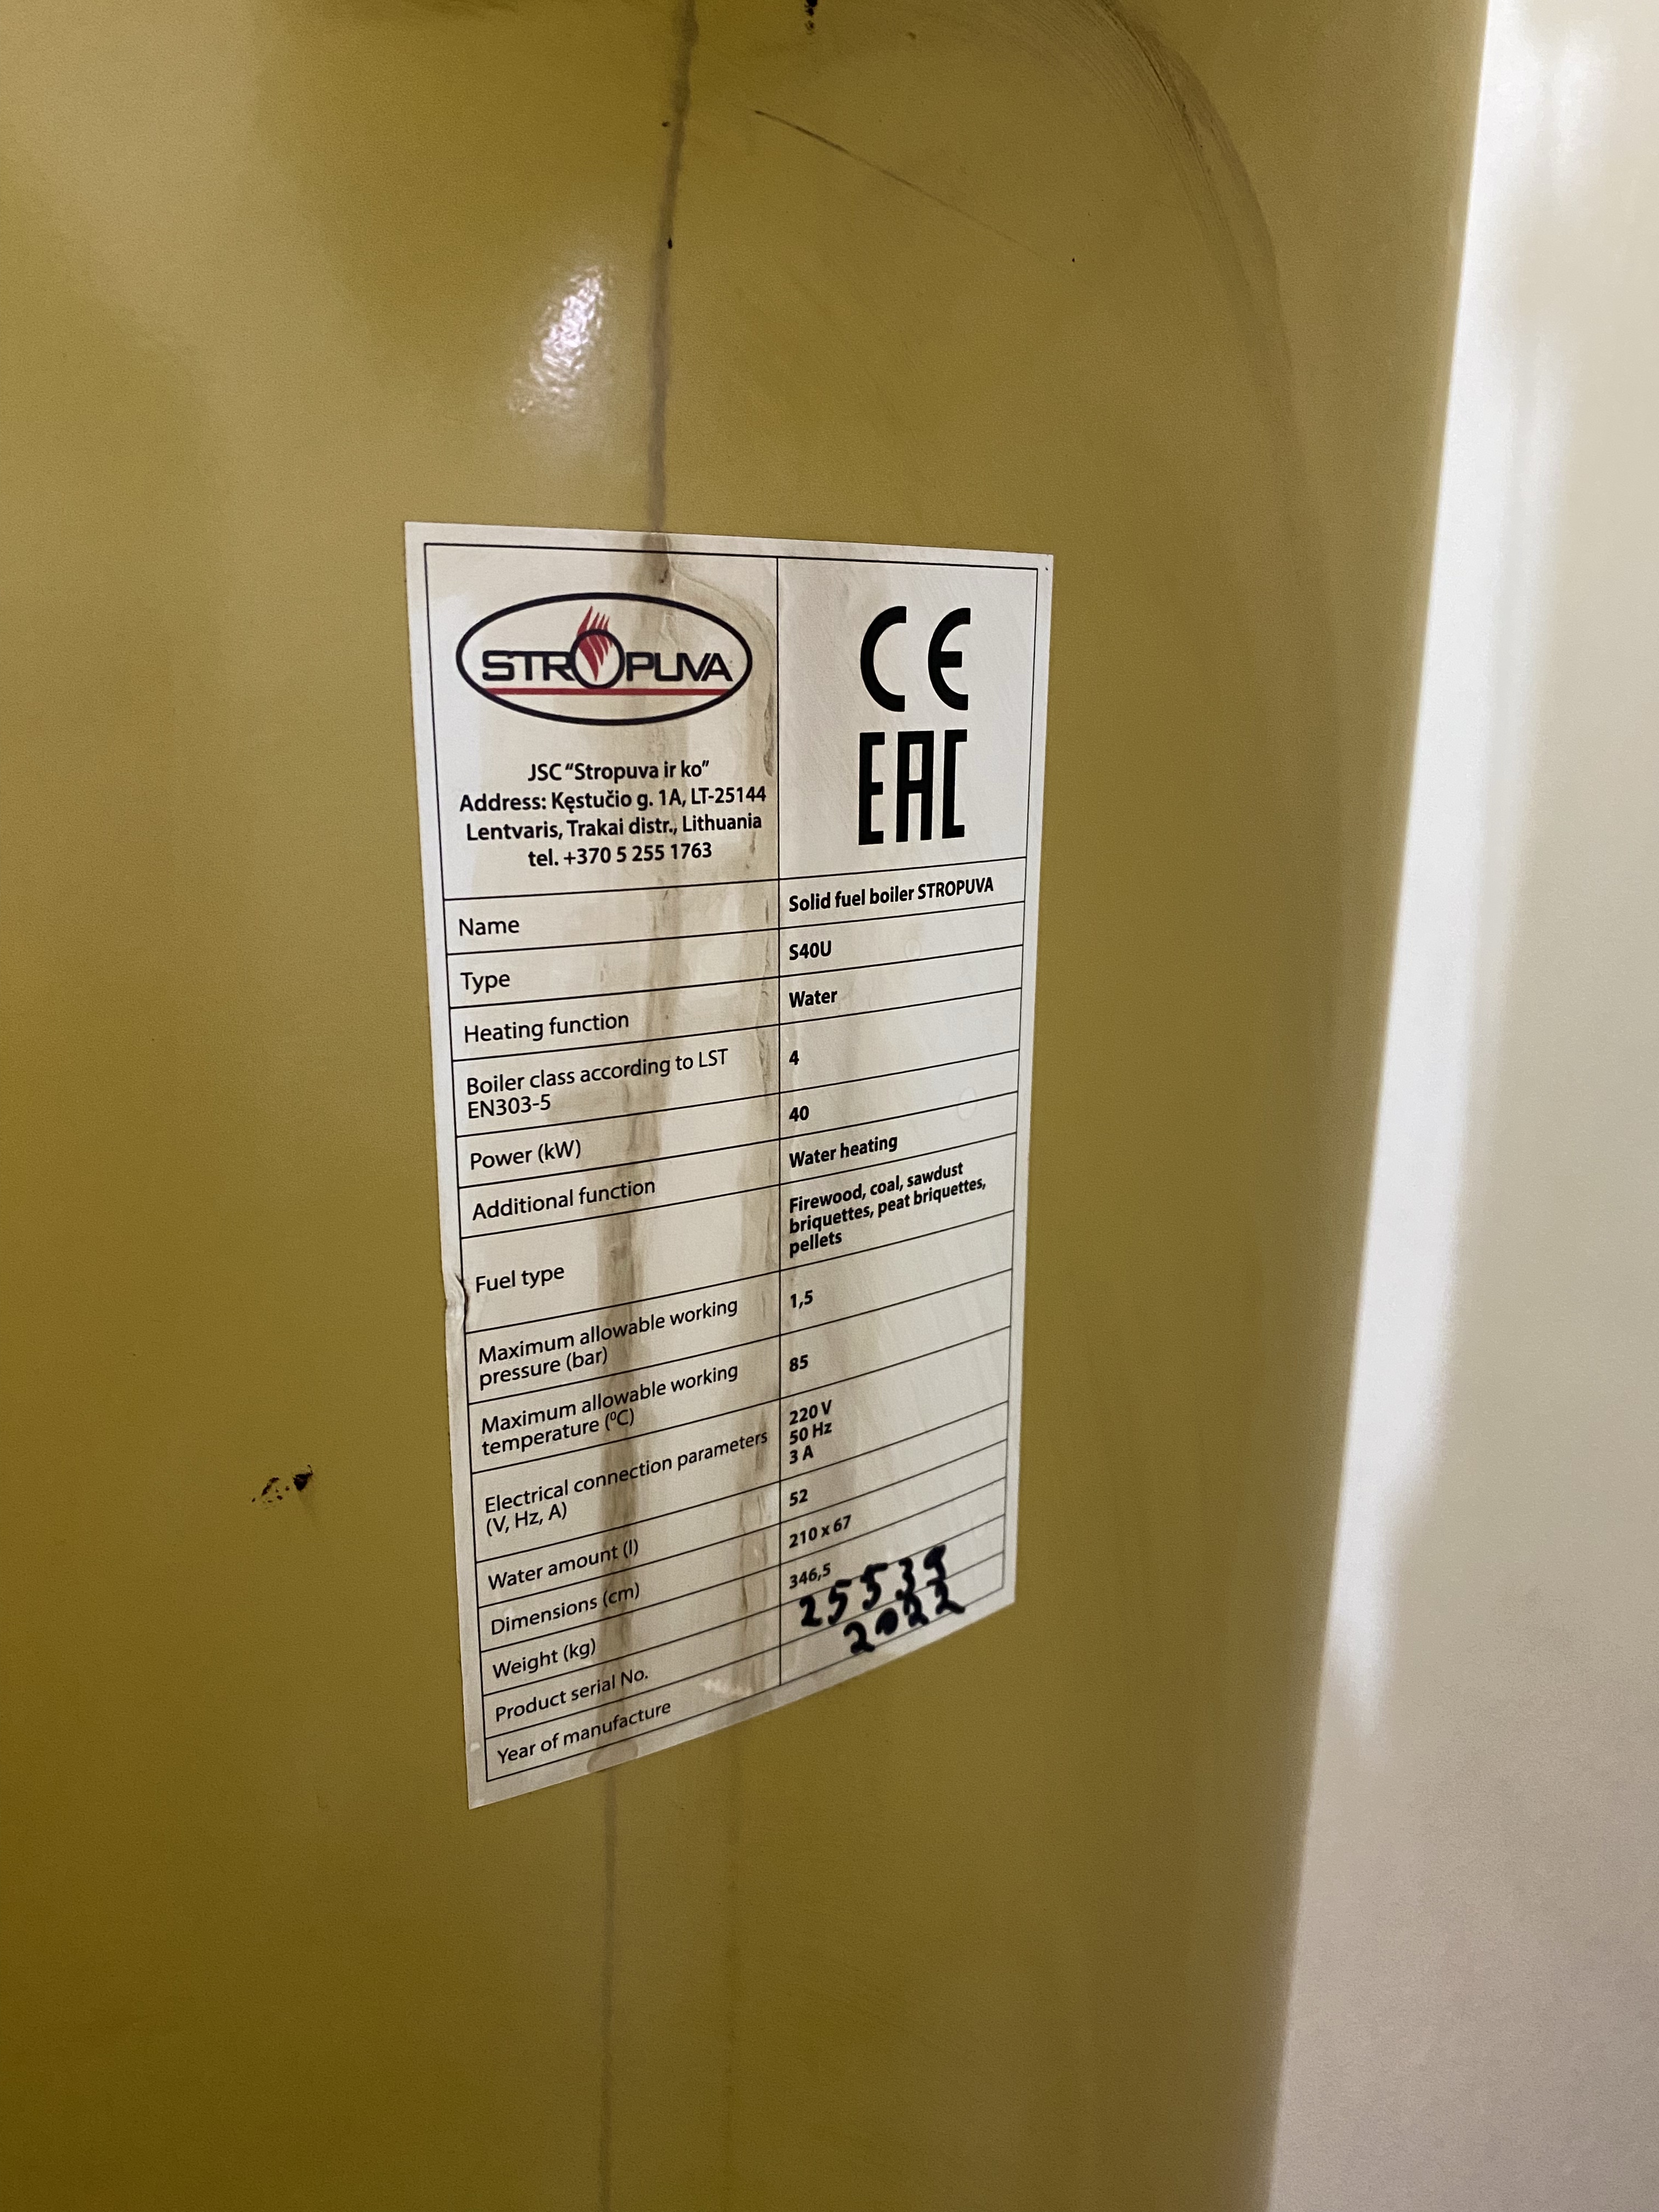 STROPUVA
JSC “Stropuva ir ko”
Address: Kęstučio g. 1A, LT-25144
Lentvaris, Trakai distr., Lithuania
tel. +370 5 255 1763
CE
EAC
Name
Solid fuel boiler STROPUVA
Type
S40U
Heating function
Water
Boiler class according to LST
EN303-5
4
Power (kW)
40
Additional function
Water heating
Fuel type
Firewood, coal, sawdust
briquettes, peat briquettes,
pellets
Maximum allowable working
pressure (bar)
1,5
Maximum allowable working
temperature (ºC)
85
Electrical connection parameters
(V, Hz, A)
220 V
50 Hz
3 A
Water amount (l)
52
Dimensions (cm)
210 x 67
Weight (kg)
346,5
Product serial No.
25539
Year of manufacture
2022